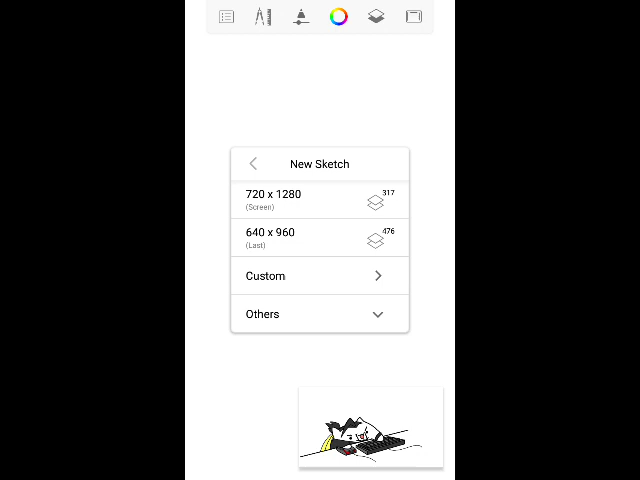 New Sketch
720 x 1280
317
(Screen)
640 x 960
476
(Last)
Custom
Others